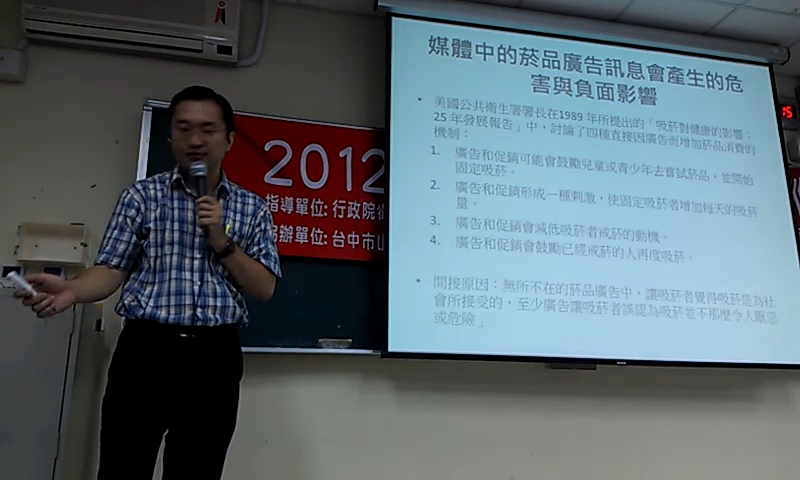 媒體中的菸品廣告訊息會產生的危
害與負面影響
• 美國公共衛生署署長在1989 年所提出的「吸菸對健康的影響：
25 年發展報告」中，討論了四種直接因廣告而增加菸品消費的
機制：
1. 廣告和促銷可能會鼓勵兒童或青少年去嘗試菸品，並開始
固定吸菸。
2. 廣告和促銷形成一種刺激，使固定吸菸者增加每天的吸菸
量。
3. 廣告和促銷會減低吸菸者戒菸的動機。
4. 廣告和促銷會鼓勵已經戒菸的人再度吸菸。
• 間接原因：無所不在的菸品廣告中，讓吸菸者覺得吸菸是為社
會所接受的，至少廣告讓吸菸者誤認為吸菸並不那麼令人厭惡
或危險」
2012
指導單位: 行政院衛
協辦單位: 台中市山
15